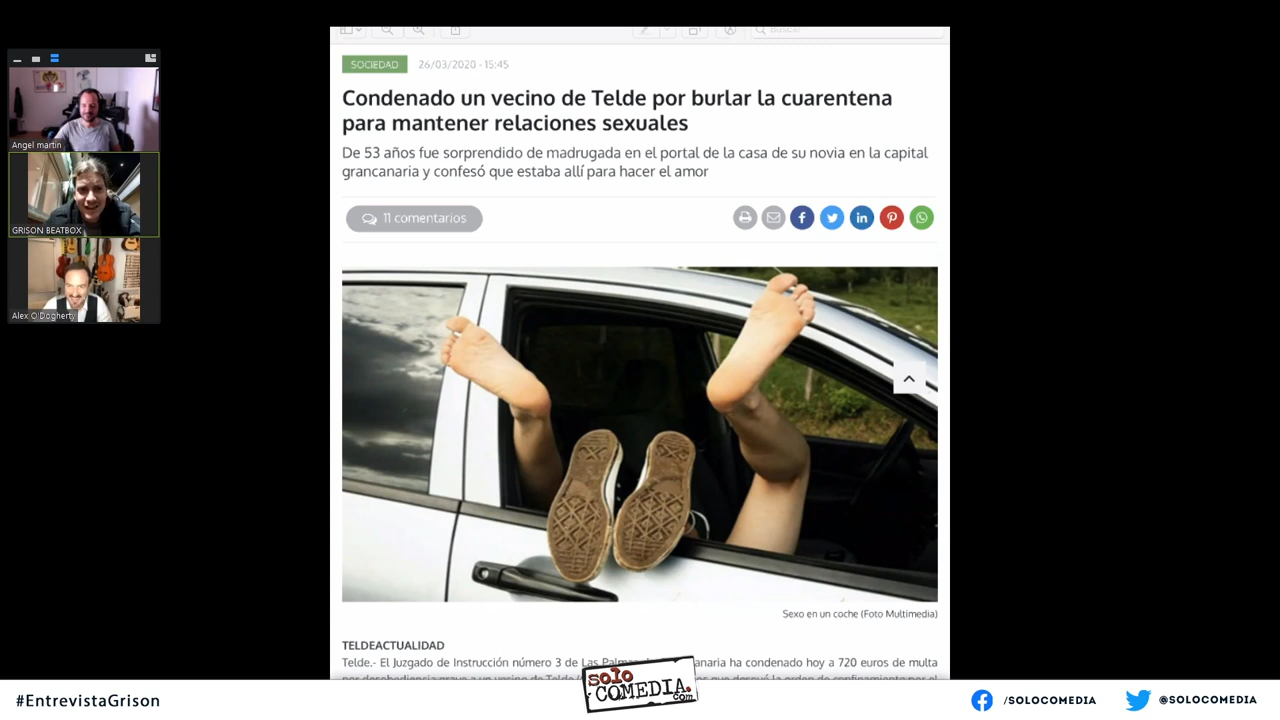 Buscar
SOCIEDAD 26/03/2020 - 15:45
Condenado un vecino de Telde por burlar la cuarentena
para mantener relaciones sexuales
De 53 años fue sorprendido de madrugada en el portal de la casa de su novia en la capital
grancanaria y confesó que estaba allí para hacer el amor
11 comentarios
Angel martin
GRISON BEATBOX
Alex O'Dogherty
Sexo en un coche (Foto Multimedia)
TELDEACTUALIDAD
Telde.- El Juzgado de Instrucción número 3 de Las Palmas ha condenado hoy a 720 euros de multa
solo
COMEDIA.
com
#EntrevistaGrison
/SOLOCOMEDIA
@SOLOCOMEDIA